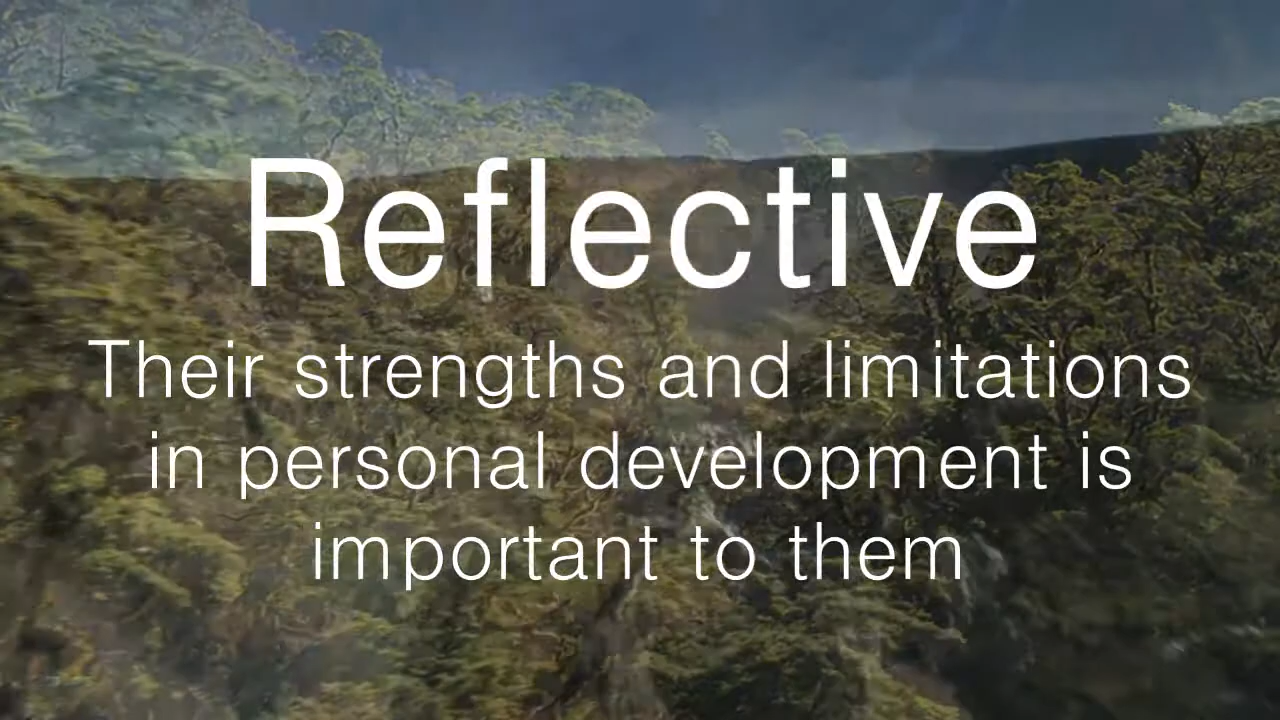 Reflective
Their strengths and limitations
in personal development is
important to them